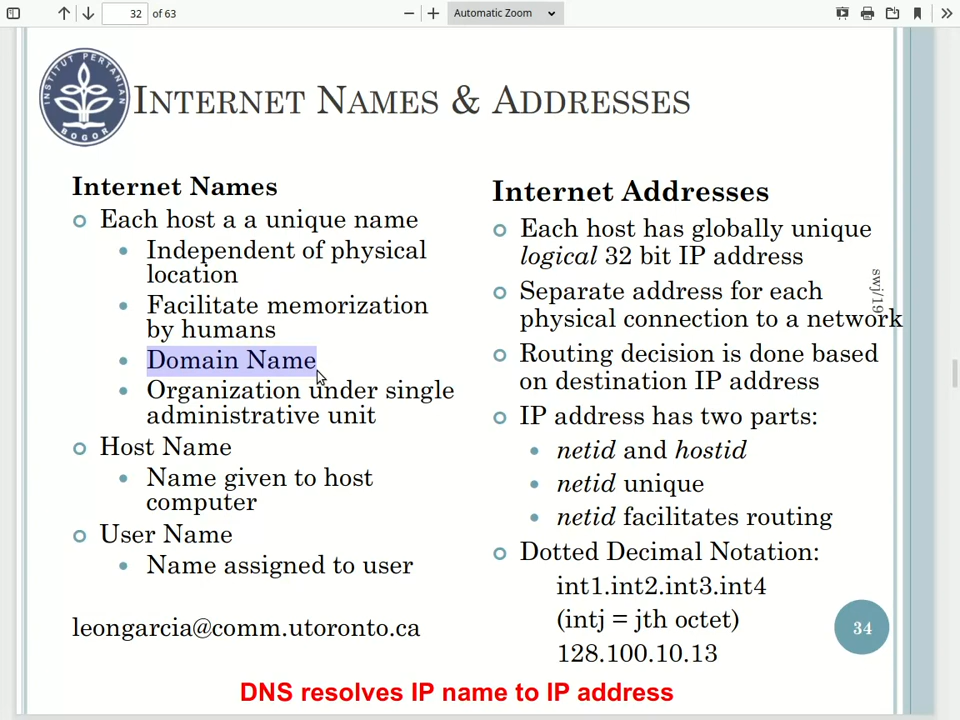 32
of 63
Automatic Zoom
INSTITUT PERTANIAN
BOGOR
INTERNET NAMES & ADDRESSES
Internet Names
Each host a a unique name
Independent of physical
location
Facilitate memorization
by humans
Domain Name
Organization under single
administrative unit
Host Name
Name given to host
computer
User Name
Name assigned to user
leongarcia@comm.utoronto.ca
Internet Addresses
Each host has globally unique
logical 32 bit IP address
Separate address for each
physical connection to a network
Routing decision is done based
on destination IP address
IP address has two parts:
netid and hostid
netid unique
netid facilitates routing
Dotted Decimal Notation:
int1.int2.int3.int4
(intj = jth octet)
128.100.10.13
swj/19
34
DNS resolves IP name to IP address